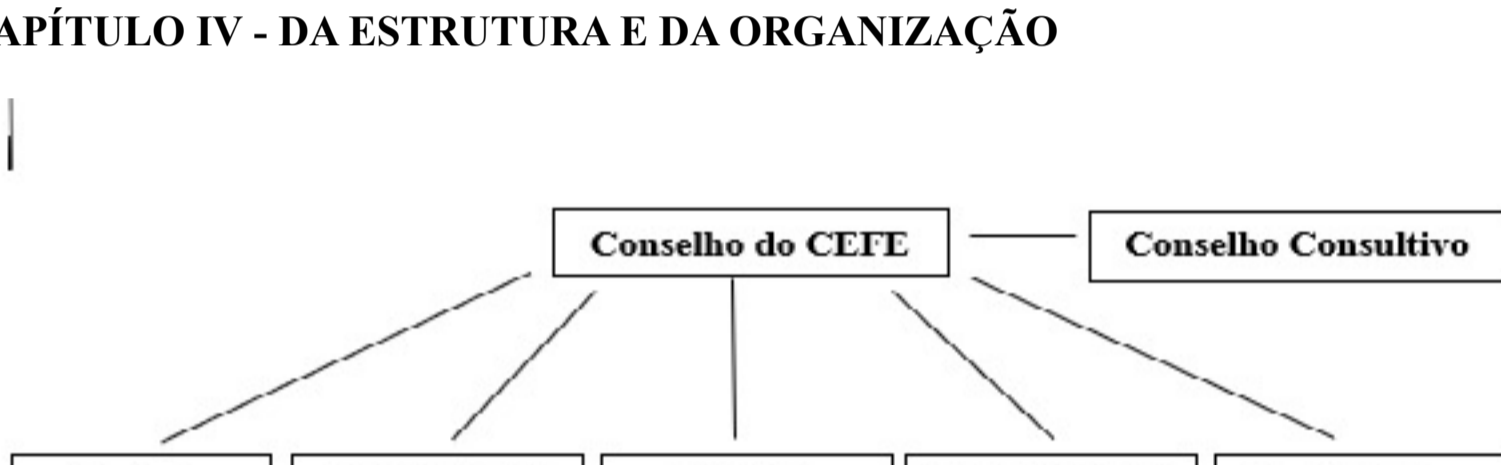 APÍTULO IV - DA ESTRUTURA E DA ORGANIZAÇÃO
Conselho do CEFE
Conselho Consultivo